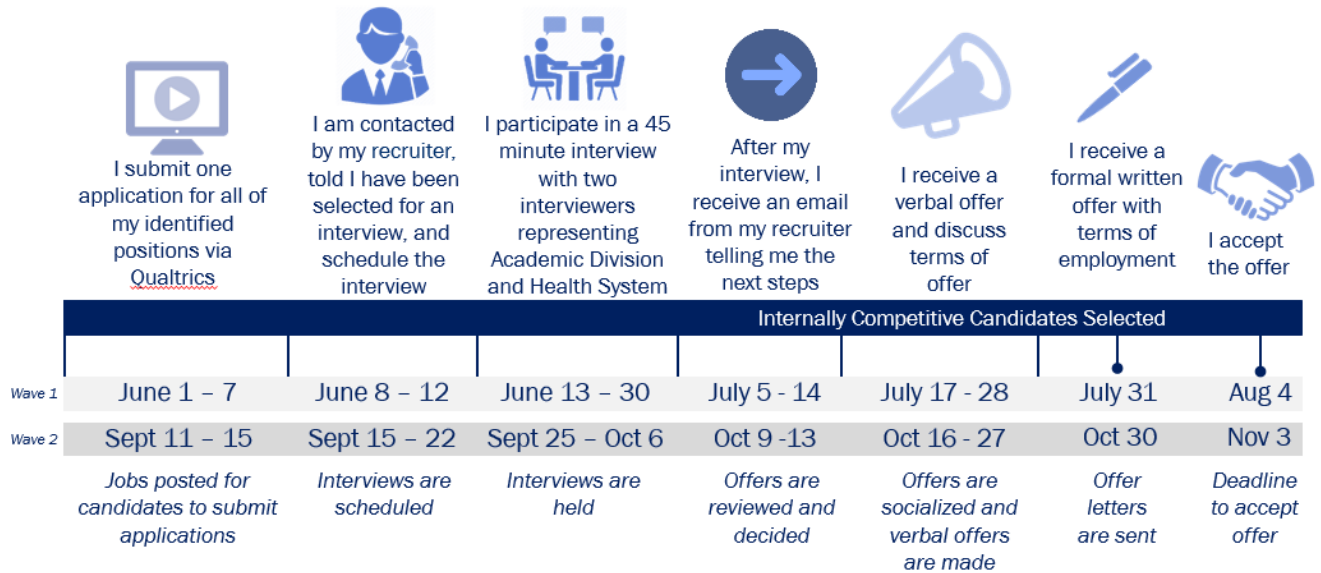 I submit one
application for all of
my identified
positions via
Qualtrics
I am contacted
by my recruiter,
told I have been
selected for an
interview, and
schedule the
interview
I participate in a 45
minute interview
with two
interviewers
representing
Academic Division
and Health System
After my
interview, I
receive an email
from my recruiter
telling me the
next steps
I receive a
verbal offer
and discuss
terms of
offer
I receive a
formal written
offer with
terms of
employment
I accept
the offer
Internally Competitive Candidates Selected
Wave 1
June 1 – 7
June 8 – 12
June 13 – 30
July 5 - 14
July 17 - 28
July 31
Aug 4
Wave 2
Sept 11 – 15
Sept 15 – 22
Sept 25 – Oct 6
Oct 9 -13
Oct 16 - 27
Oct 30
Nov 3
Jobs posted for
candidates to submit
applications
Interviews are
scheduled
Interviews are
held
Offers are
reviewed and
decided
Offers are
socialized and
verbal offers
are made
Offer
letters
are sent
Deadline
to accept
offer